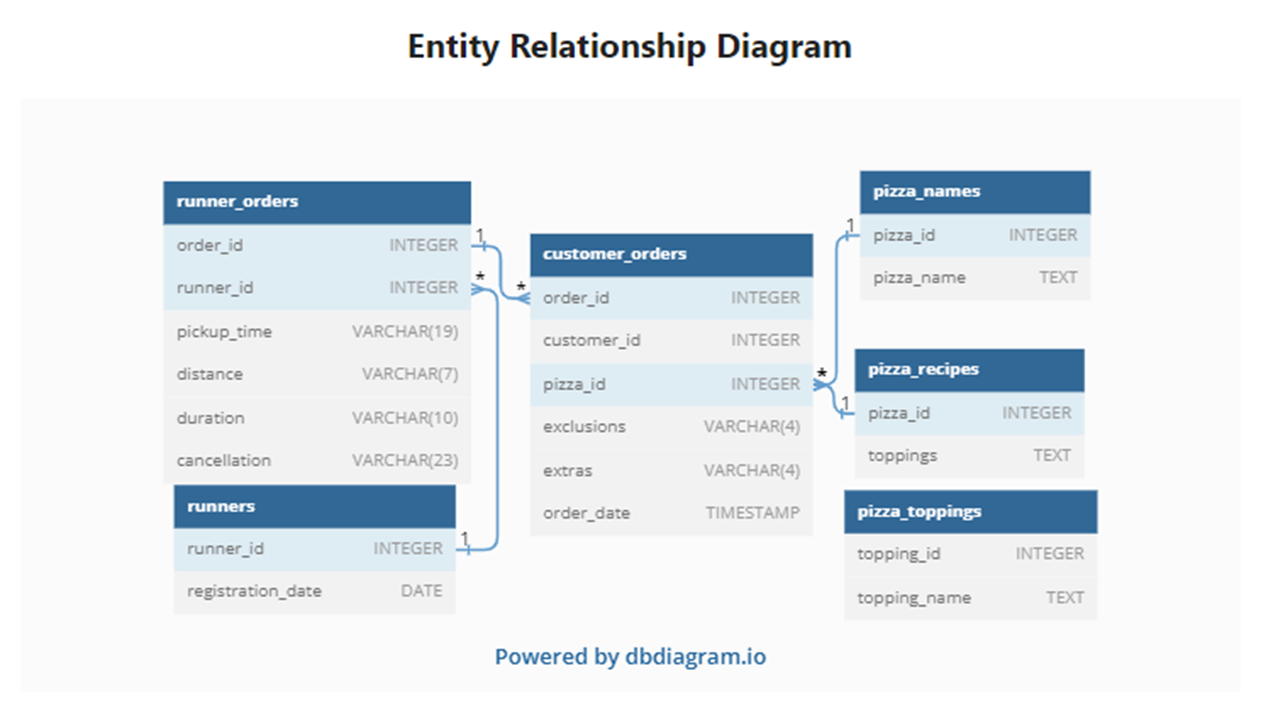 Entity Relationship Diagram
runner_orders
order_id INTEGER 1
runner_id INTEGER *
pickup_time VARCHAR(19)
distance VARCHAR(7)
duration VARCHAR(10)
cancellation VARCHAR(23)
runners
runner_id INTEGER 1
registration_date DATE
customer_orders
* order_id INTEGER
customer_id INTEGER
pizza_id INTEGER *
exclusions VARCHAR(4)
extras VARCHAR(4)
order_date TIMESTAMP
pizza_names
1 pizza_id INTEGER
pizza_name TEXT
pizza_recipes
1 pizza_id INTEGER
toppings TEXT
pizza_toppings
topping_id INTEGER
topping_name TEXT
Powered by dbdiagram.io